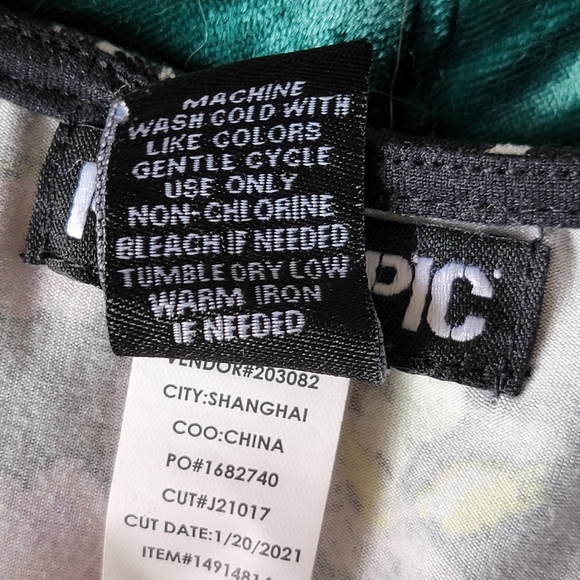 MACHINE
WASH COLD WITH
LIKE COLORS
GENTLE CYCLE
USE ONLY
NON-CHLORINE
BLEACH IF NEEDED
TUMBLE DRY LOW
WARM IRON
IF NEEDED
PIC
VENDOR#203082
CITY:SHANGHAI
COO:CHINA
PO#1682740
CUT#J21017
CUT DATE:1/20/2021
ITEM#14914814